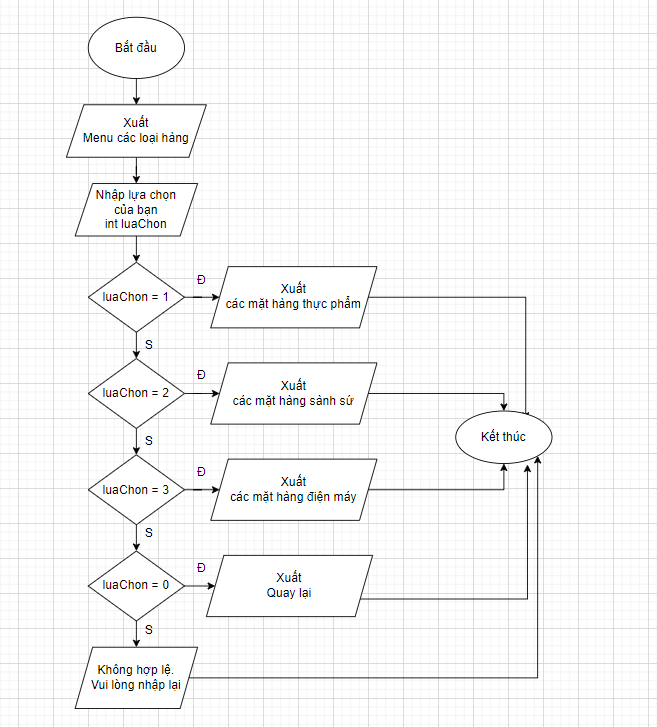 Bắt đầu
Xuất
Menu các loại hàng
Nhập lựa chọn
của bạn
int luaChon
luaChon = 1
Đ
Xuất
các mặt hàng thực phẩm
S
luaChon = 2
Đ
Xuất
các mặt hàng sành sứ
Kết thúc
S
luaChon = 3
Đ
Xuất
các mặt hàng điện máy
S
luaChon = 0
Đ
Xuất
Quay lại
S
Không hợp lệ.
Vui lòng nhập lại